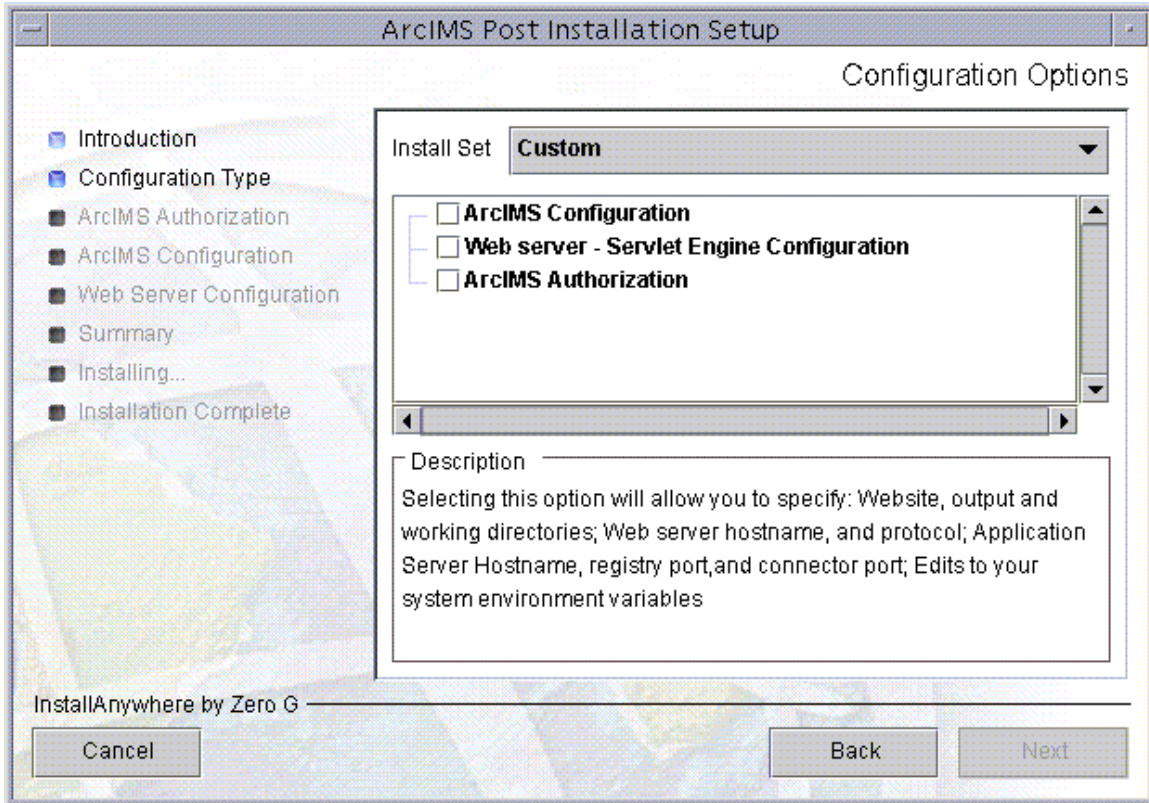 ArcIMS Post Installation Setup
Configuration Options
Introduction
Configuration Type
ArcIMS Authorization
ArcIMS Configuration
Web Server Configuration
Summary
Installing...
Installation Complete
Install Set Custom
ArcIMS Configuration
Web server - Servlet Engine Configuration
ArcIMS Authorization
Description
Selecting this option will allow you to specify: Website, output and
working directories; Web server hostname, and protocol; Application
Server Hostname, registry port,and connector port; Edits to your
system environment variables
InstallAnywhere by Zero G
Cancel Back Next